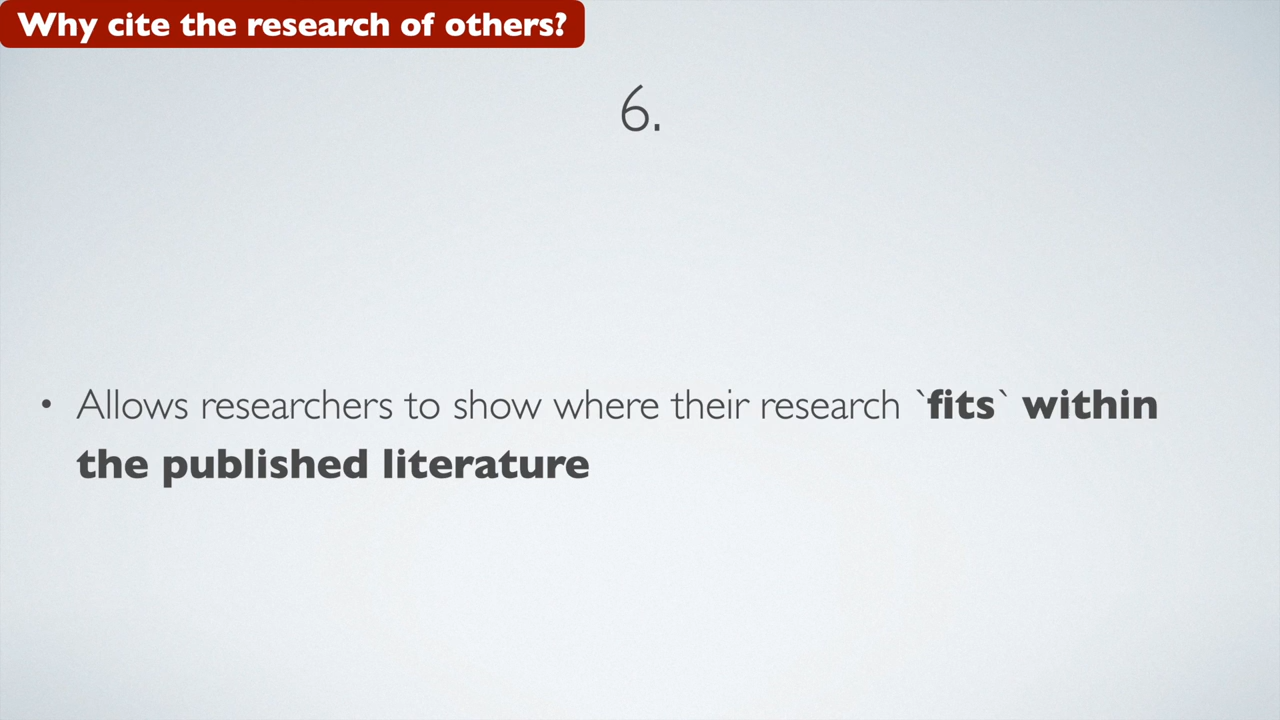 Why cite the research of others?
6.
• Allows researchers to show where their research `fits` within
the published literature